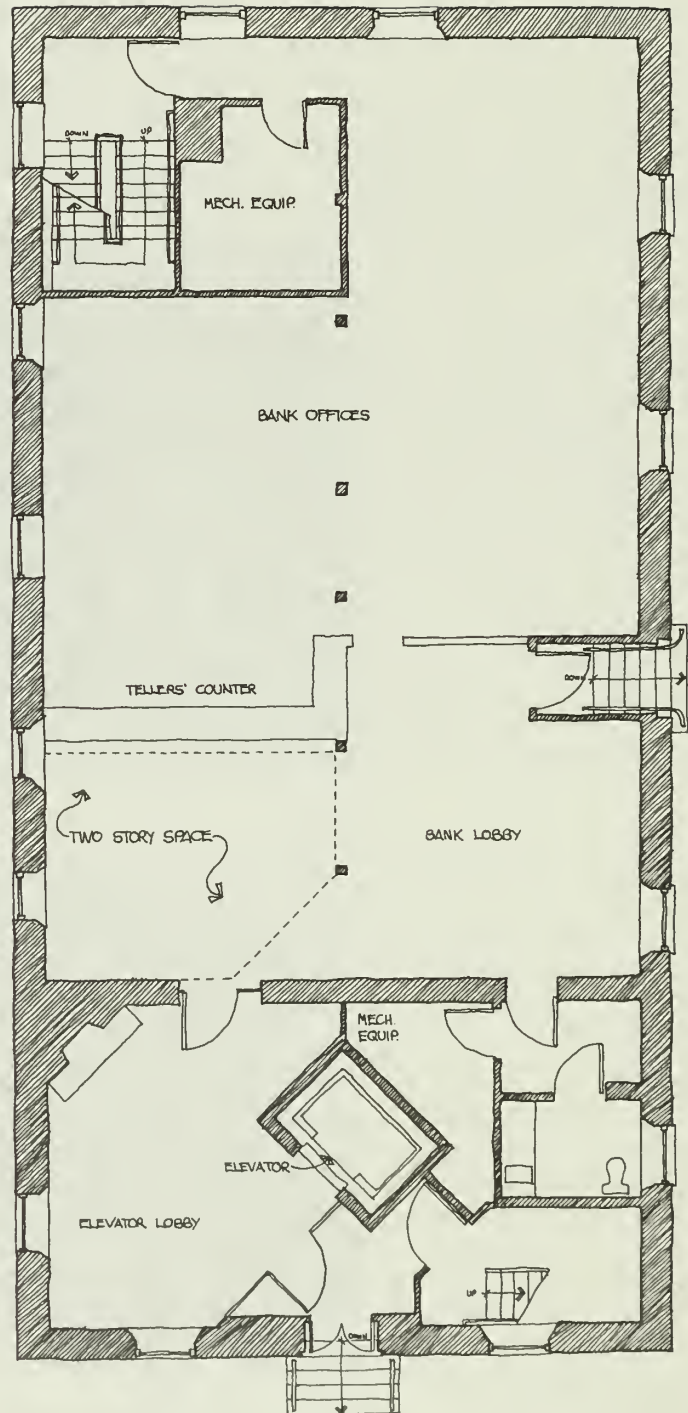 DOWN
UP
MECH. EQUIP.
BANK OFFICES
TELLERS' COUNTER
DOWN
TWO STORY SPACE
BANK LOBBY
MECH.
EQUIP.
ELEVATOR
ELEVATOR LOBBY
UP
DOWN